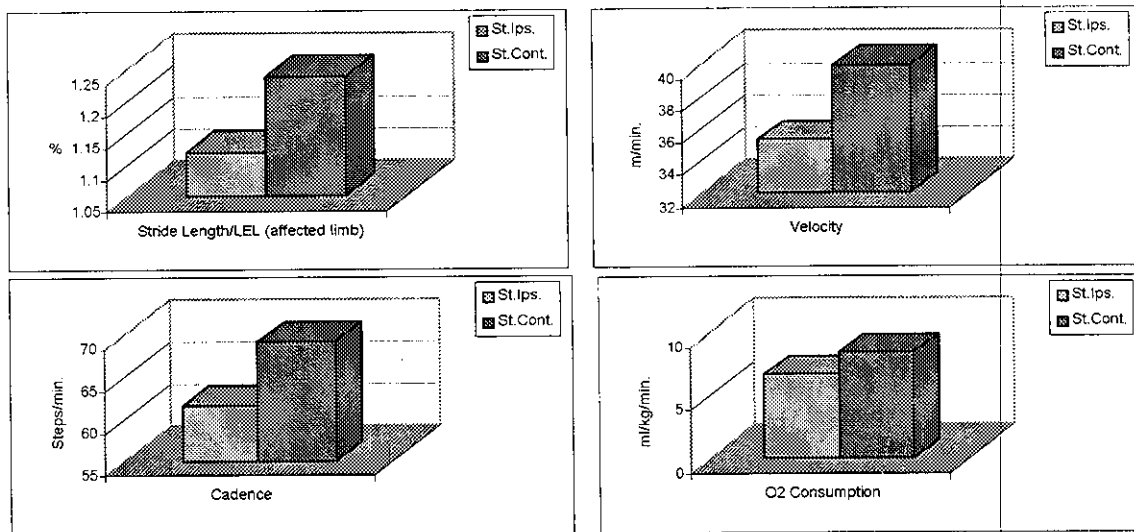 St.Ips.
St.Cont.
1.25
1.2
1.15
1.1
1.05
%
Stride Length/LEL (affected limb)
St.Ips.
St.Cont.
40
38
36
34
32
m/min.
Velocity
St.Ips.
St.Cont.
70
65
60
55
Steps/min.
Cadence
St.Ips.
St.Cont.
10
5
0
ml/kg/min.
O2 Consumption